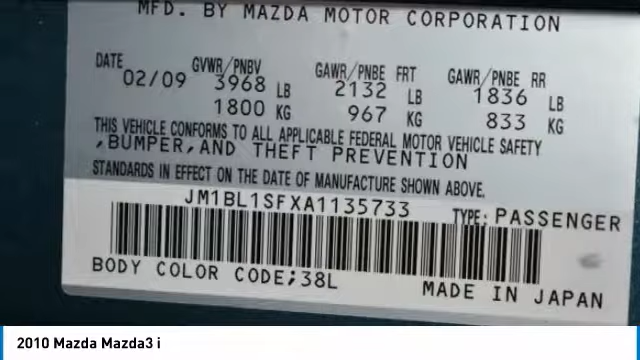 MFD. BY MAZDA MOTOR CORPORATION
DATE GVWR/PNBV GAWR/PNBE FRT GAWR/PNBE RR
02/09 3968 LB 2132 LB 1836 LB
1800 KG 967 KG 833 KG
THIS VEHICLE CONFORMS TO ALL APPLICABLE FEDERAL MOTOR VEHICLE SAFETY
,BUMPER,AND THEFT PREVENTION
STANDARDS IN EFFECT ON THE DATE OF MANUFACTURE SHOWN ABOVE.
JM1BL1SFXA1135733 TYPE: PASSENGER
BODY COLOR CODE;38L MADE IN JAPAN
2010 Mazda Mazda3 i